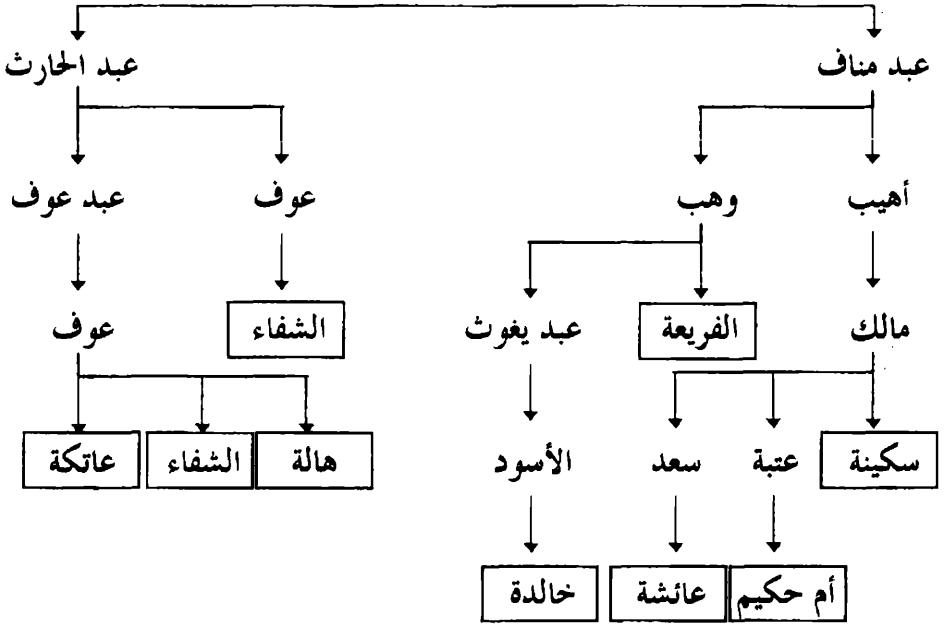 عبد مناف عبد الحارث
أهيب وهب عوف عبد عوف
مالك الفريعة عبد يغوث الشفاء عوف
سكينة عتبة سعد الأسود هالة الشفاء عاتكة
أم حكيم عائشة خالدة